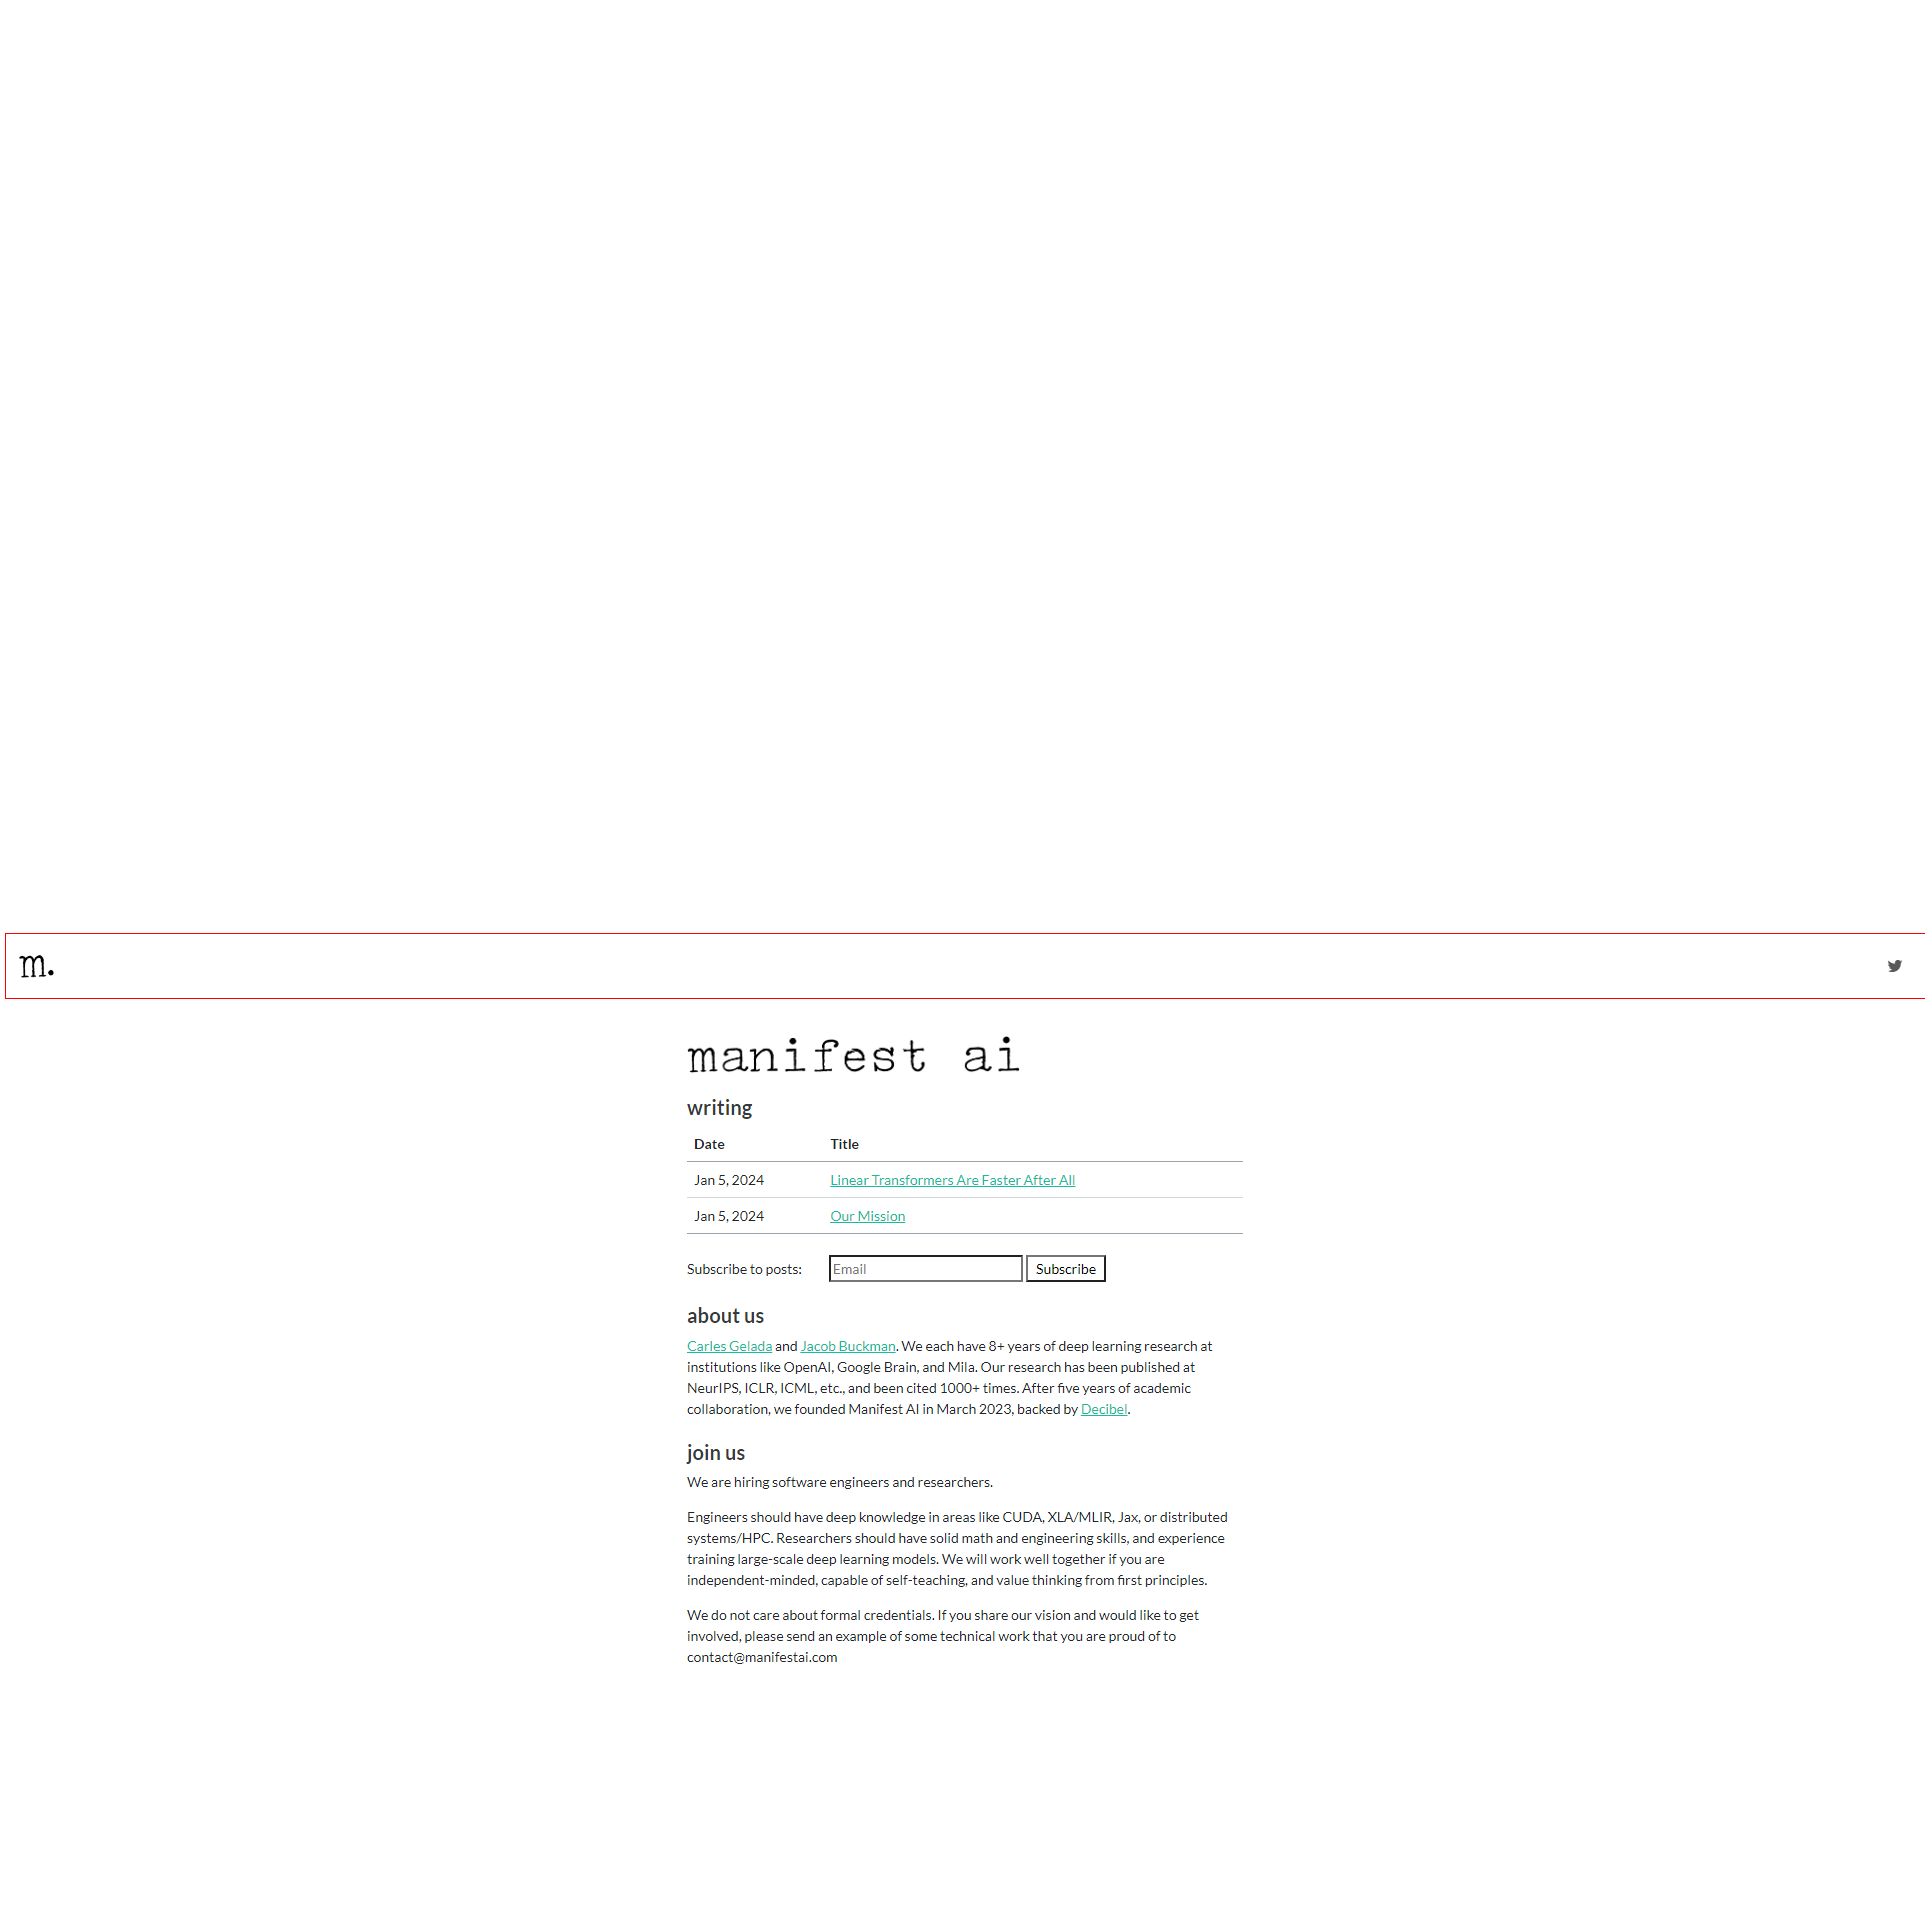 m.
manifest ai
writing
Date Title
Jan 5, 2024 Linear Transformers Are Faster After All
Jan 5, 2024 Our Mission
Subscribe to posts: Email Subscribe
about us
Carles Gelada and Jacob Buckman. We each have 8+ years of deep learning research at
institutions like OpenAI, Google Brain, and Mila. Our research has been published at
NeurIPS, ICLR, ICML, etc., and been cited 1000+ times. After five years of academic
collaboration, we founded Manifest AI in March 2023, backed by Decibel.
join us
We are hiring software engineers and researchers.
Engineers should have deep knowledge in areas like CUDA, XLA/MLIR, Jax, or distributed
systems/HPC. Researchers should have solid math and engineering skills, and experience
training large-scale deep learning models. We will work well together if you are
independent-minded, capable of self-teaching, and value thinking from first principles.
We do not care about formal credentials. If you share our vision and would like to get
involved, please send an example of some technical work that you are proud of to
contact@manifestai.com